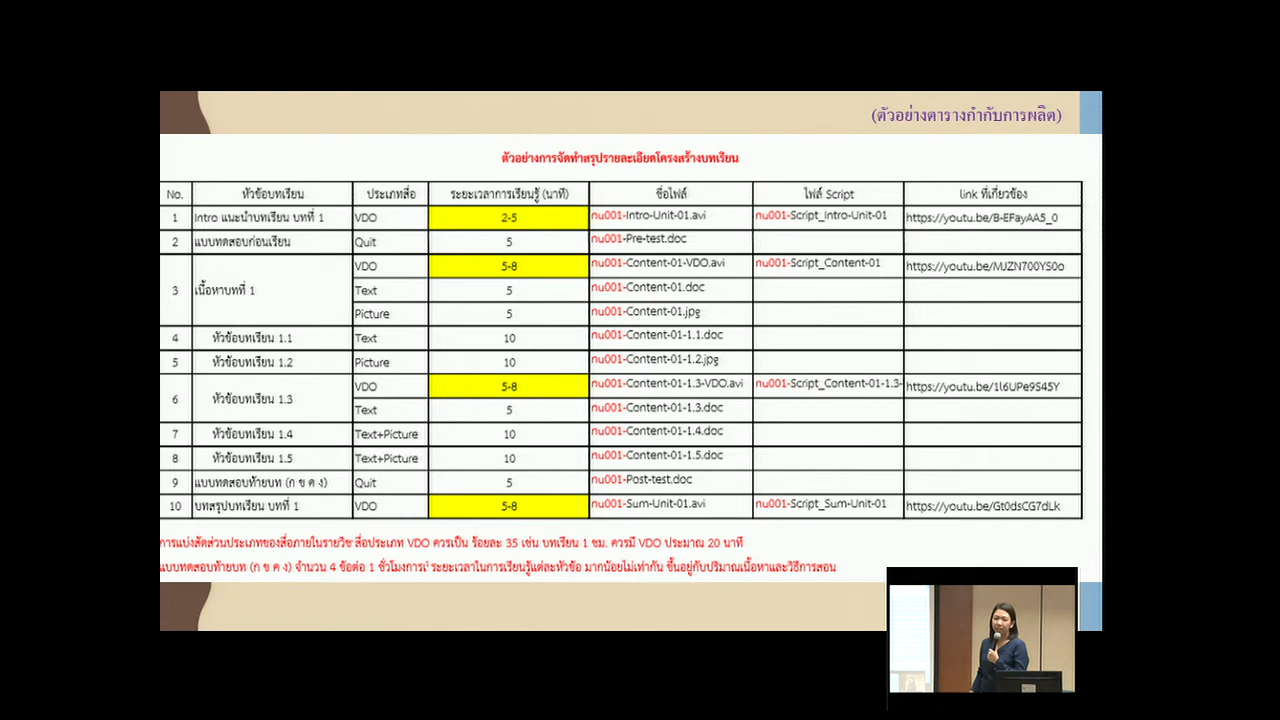 (ตัวอย่างตารางกำกับการผลิต)
ตัวอย่างการจัดทำสรุปรายละเอียดโครงสร้างบทเรียน
No. หัวข้อบทเรียน ประเภทสื่อ ระยะเวลาการเรียนรู้ (นาที) ชื่อไฟล์ ไฟล์ Script link ที่เกี่ยวข้อง
1 Intro แนะนำบทเรียน บทที่ 1 VDO 2-5 nu001-Intro-Unit-01.avi nu001-Script_Intro-Unit-01 https://youtu.be/B-EFayAA5_0
2 แบบทดสอบก่อนเรียน Quit 5 nu001-Pre-test.doc
3 เนื้อหาบทที่ 1 VDO 5-8 nu001-Content-01-VDO.avi nu001-Script_Content-01 https://youtu.be/MJZN700YS0o
Text 5 nu001-Content-01.doc
Picture 5 nu001-Content-01.jpg
4 หัวข้อบทเรียน 1.1 Text 10 nu001-Content-01-1.1.doc
5 หัวข้อบทเรียน 1.2 Picture 10 nu001-Content-01-1.2.jpg
6 หัวข้อบทเรียน 1.3 VDO 5-8 nu001-Content-01-1.3-VDO.avi nu001-Script_Content-01-1.3- https://youtu.be/1l6UPe9S45Y
Text 5 nu001-Content-01-1.3.doc
7 หัวข้อบทเรียน 1.4 Text+Picture 10 nu001-Content-01-1.4.doc
8 หัวข้อบทเรียน 1.5 Text+Picture 10 nu001-Content-01-1.5.doc
9 แบบทดสอบท้ายบท (ก ข ค ง) Quit 5 nu001-Post-test.doc
10 บทสรุปบทเรียน บทที่ 1 VDO 5-8 nu001-Sum-Unit-01.avi nu001-Script_Sum-Unit-01 https://youtu.be/Gt0dsCG7dLk
การแบ่งสัดส่วนประเภทของสื่อภายในรายวิช สื่อประเภท VDO ควรเป็น ร้อยละ 35 เช่น บทเรียน 1 ชม. ควรมี VDO ประมาณ 20 นาที
แบบทดสอบท้ายบท (ก ข ค ง) จำนวน 4 ข้อต่อ 1 ชั่วโมงการเ ระยะเวลาในการเรียนรู้แต่ละหัวข้อ มากน้อยไม่เท่ากัน ขึ้นอยู่กับปริมาณเนื้อหาและวิธีการสอน